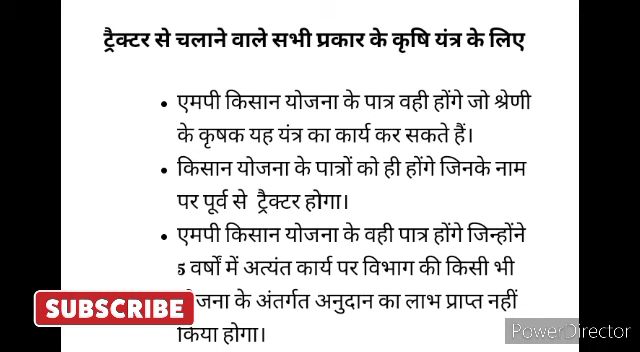 ट्रैक्टर से चलाने वाले सभी प्रकार के कृषि यंत्र के लिए
• एमपी किसान योजना के पात्र वही होंगे जो श्रेणी
के कृषक यह यंत्र का कार्य कर सकते हैं।
• किसान योजना के पात्रों को ही होंगे जिनके नाम
पर पूर्व से ट्रैक्टर होगा।
• एमपी किसान योजना के वही पात्र होंगे जिन्होंने
5 वर्षों में अत्यंत कार्य पर विभाग की किसी भी
के अंतर्गत अनुदान का लाभ प्राप्त नहीं
किया होगा।
SUBSCRIBE
PowerDirector